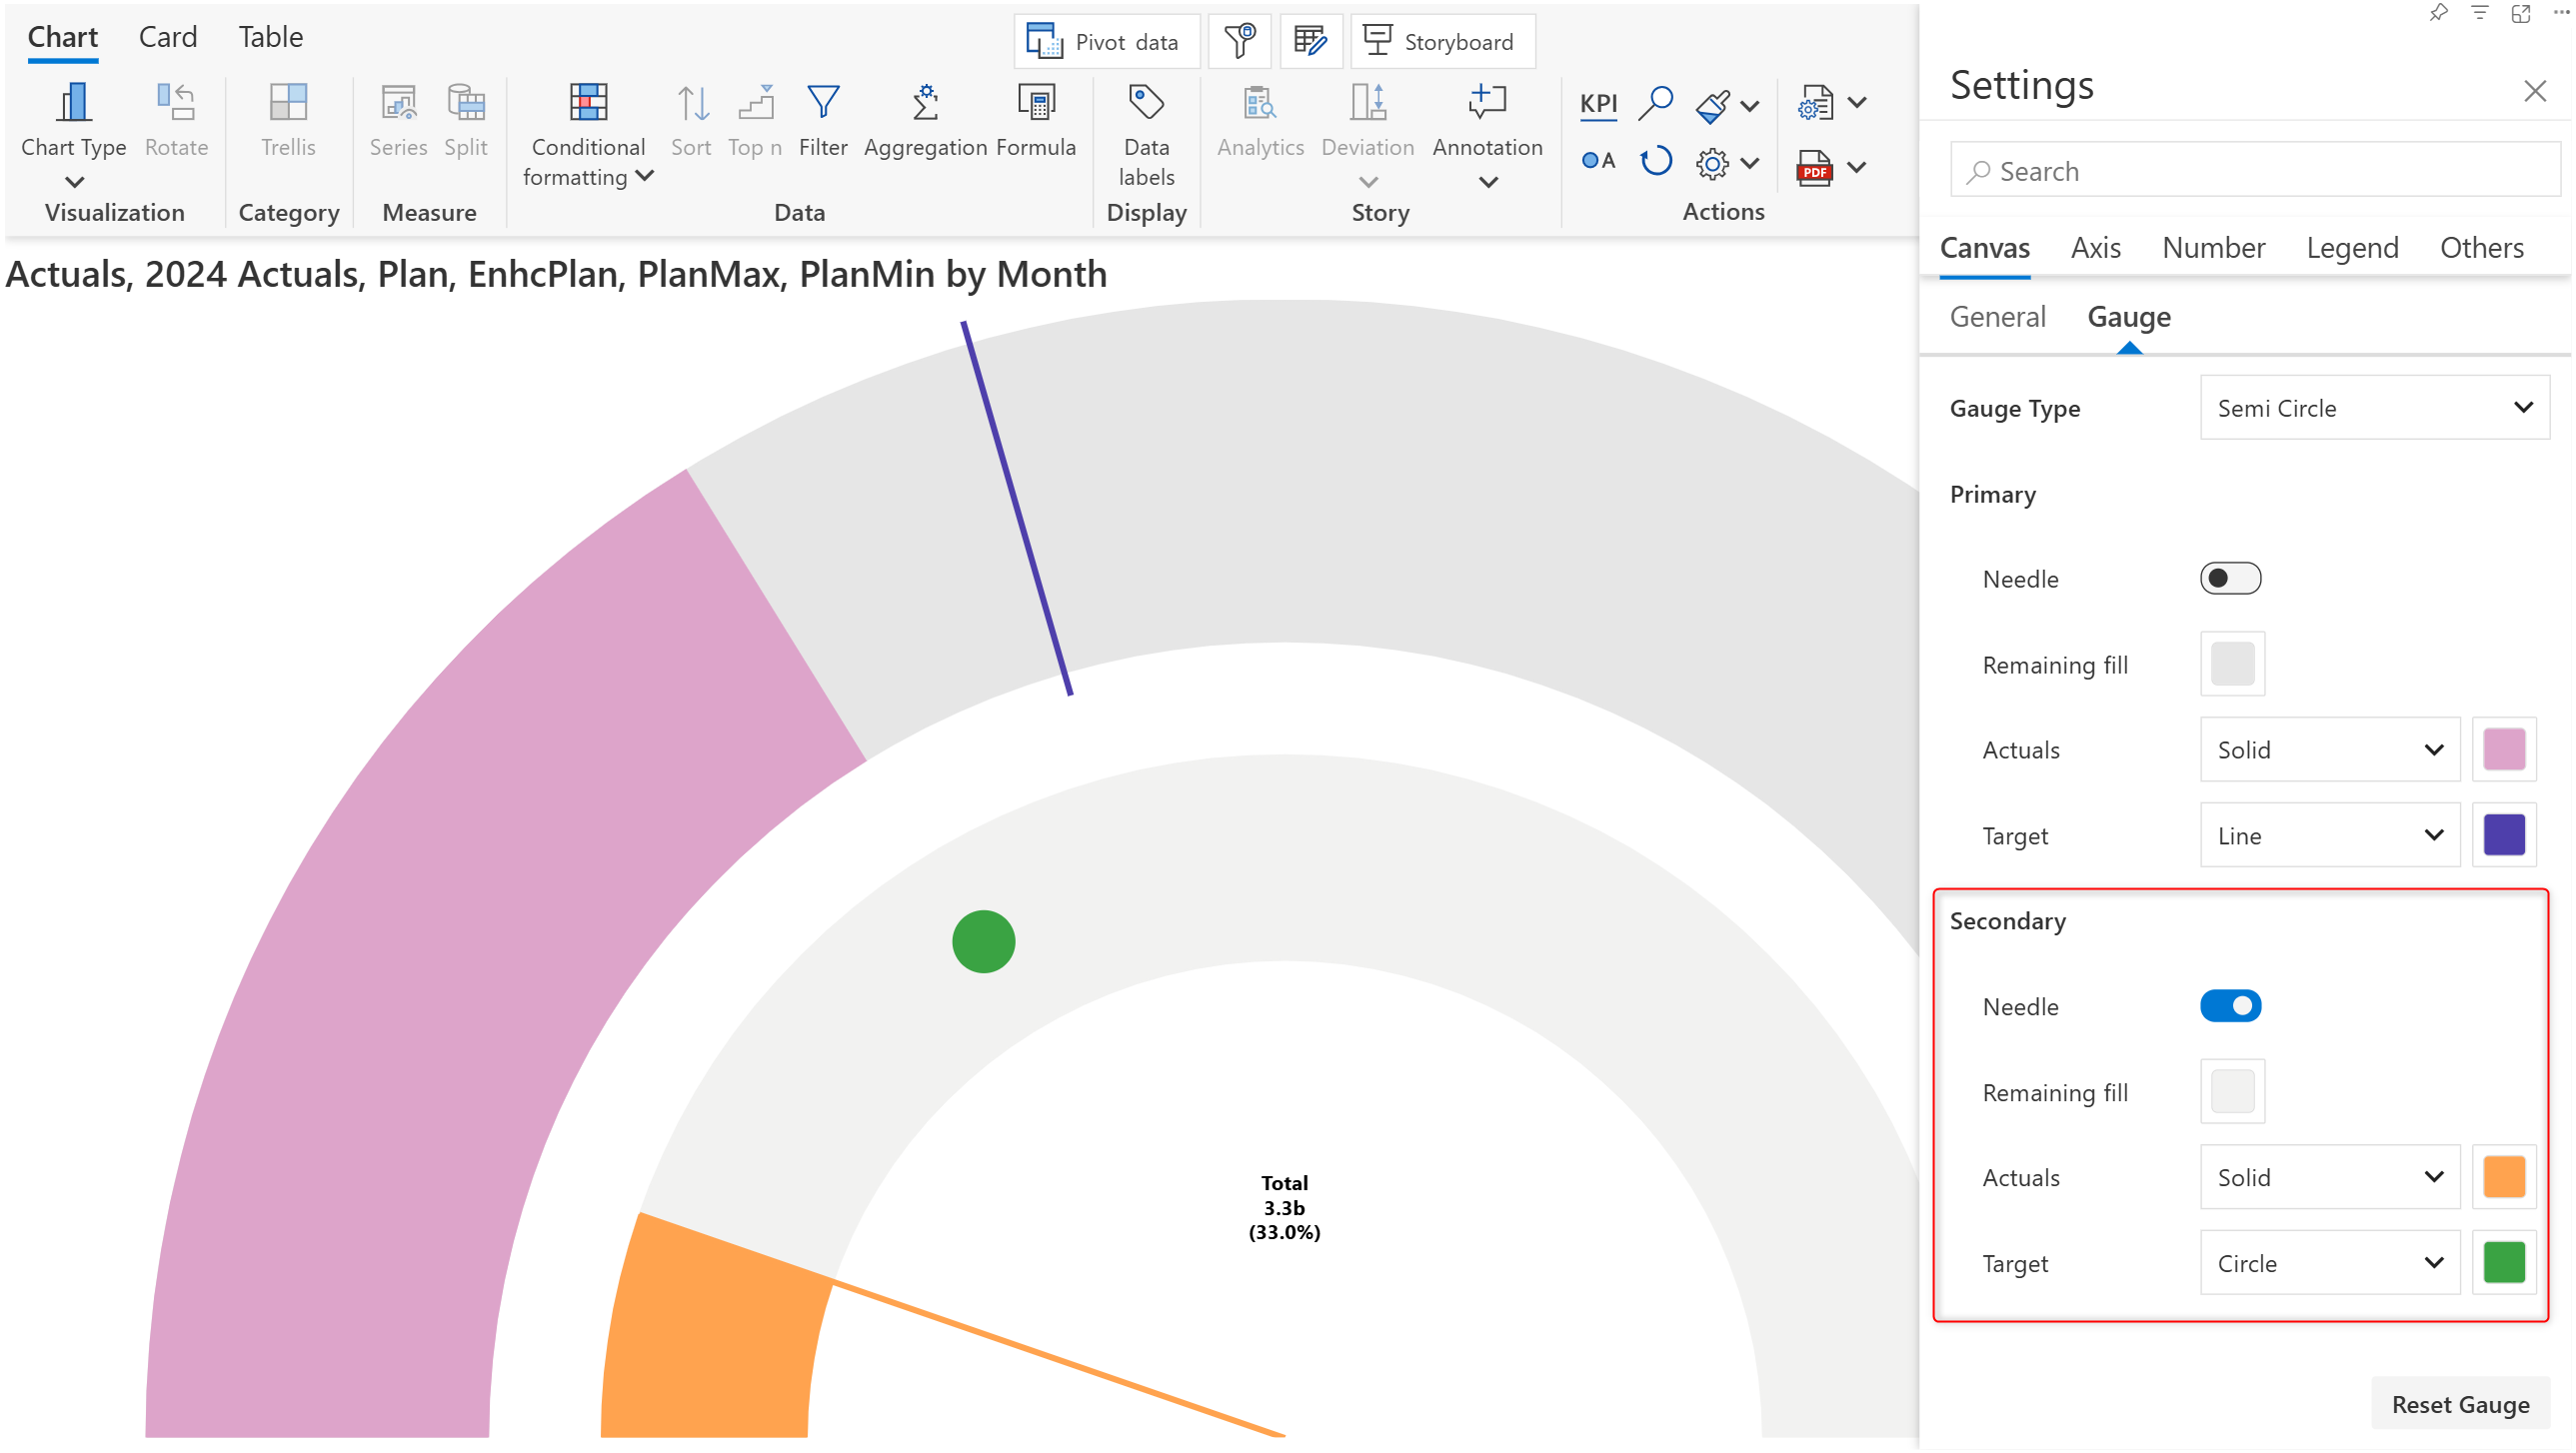 Chart Card Table
Pivot data
Storyboard
Chart Type
Rotate
Visualization
Trellis
Category
Series
Split
Measure
Conditional
formatting
Sort
Top n
Filter
Aggregation
Formula
Data
Data
labels
Display
Analytics
Deviation
Annotation
Story
KPI
A
PDF
Actions
Actuals, 2024 Actuals, Plan, EnhcPlan, PlanMax, PlanMin by Month
Total
3.3b
(33.0%)
Settings
Search
Canvas Axis Number Legend Others
General Gauge
Gauge Type Semi Circle
Primary
Needle
Remaining fill
Actuals Solid
Target Line
Secondary
Needle
Remaining fill
Actuals Solid
Target Circle
Reset Gauge